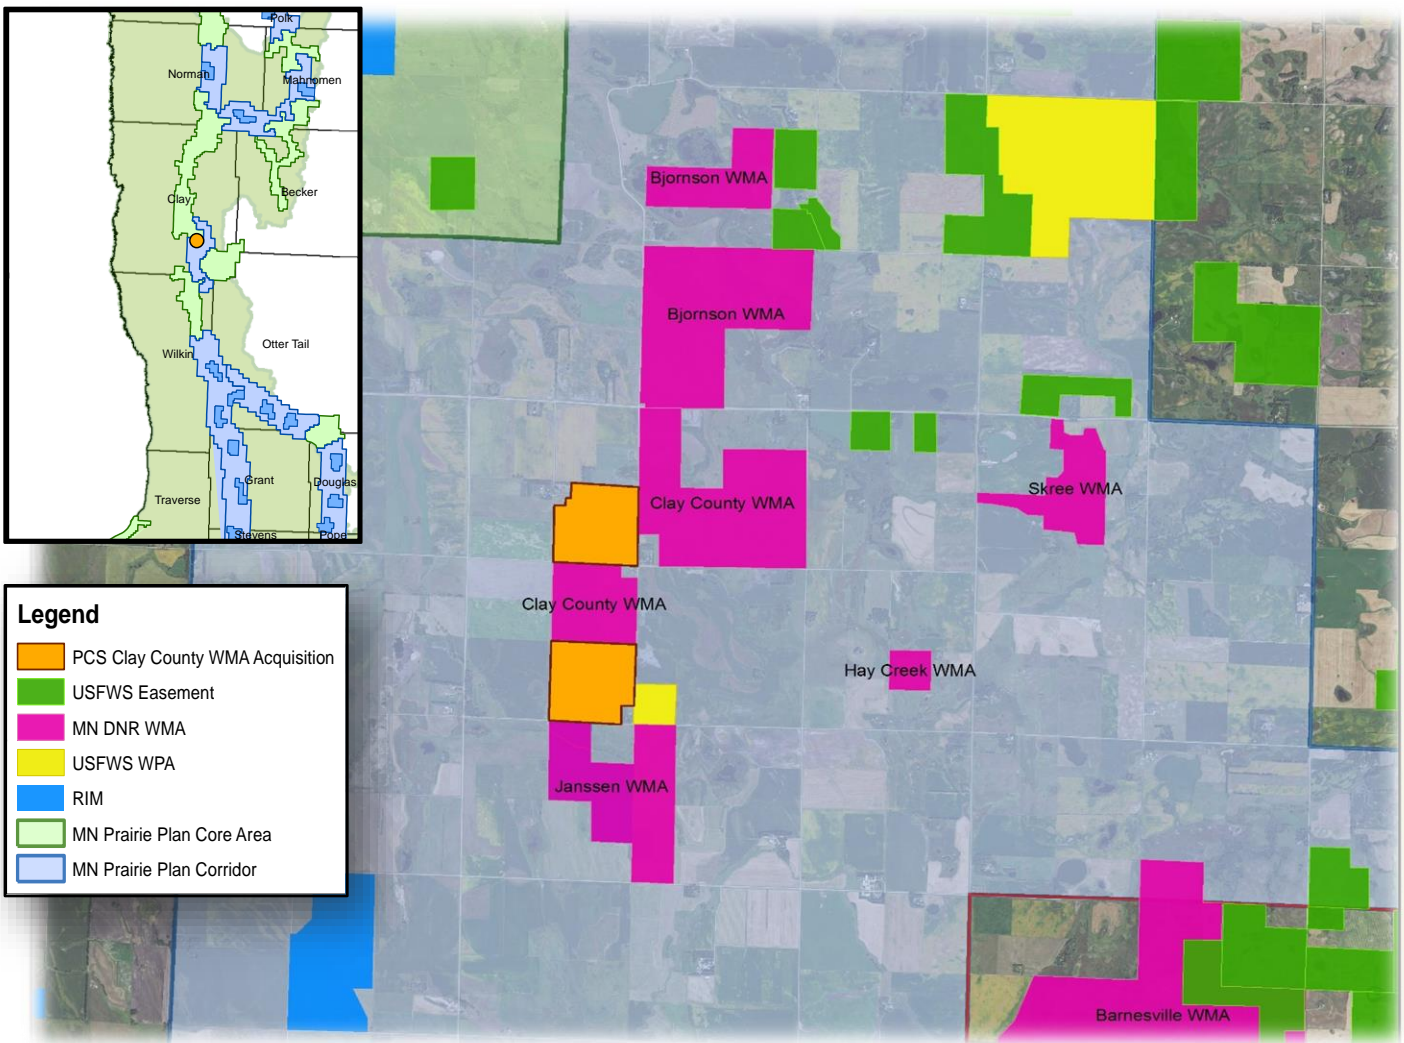 Polk
Norman
Mahnomen
Becker
Clay
Otter Tail
Wilkin
Grant
Douglas
Traverse
Stevens
Pope
Legend
PCS Clay County WMA Acquisition
USFWS Easement
MN DNR WMA
USFWS WPA
RIM
MN Prairie Plan Core Area
MN Prairie Plan Corridor
Bjornson WMA
Bjornson WMA
Clay County WMA
Skree WMA
Clay County WMA
Hay Creek WMA
Janssen WMA
Barnesville WMA